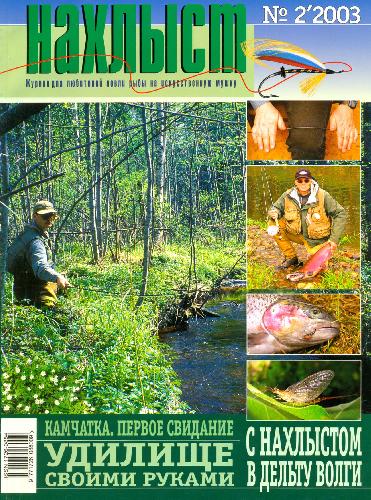 НАХЛЫСТ
№ 2'2003
Журнал для любителей ловли рыбы на искусственную мушку
КАМЧАТКА. ПЕРВОЕ СВИДАНИЕ
УДИЛИЩЕ
СВОИМИ РУКАМИ
С НАХЛЫСТОМ
В ДЕЛЬТУ ВОЛГИ